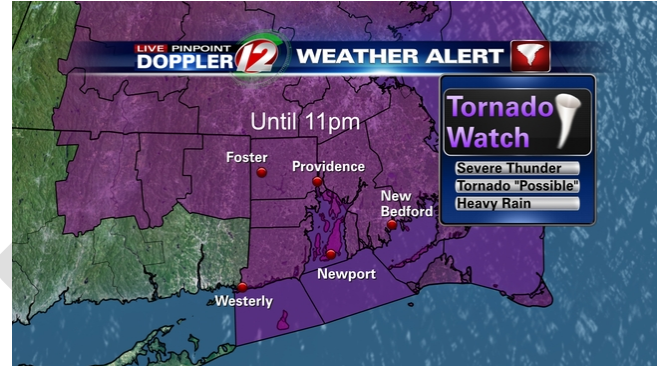 LIVE PINPOINT
DOPPLER 12
WEATHER ALERT
Tornado
Watch
Severe Thunder
Tornado "Possible"
Heavy Rain
Until 11pm
Foster
Providence
New
Bedford
Newport
Westerly